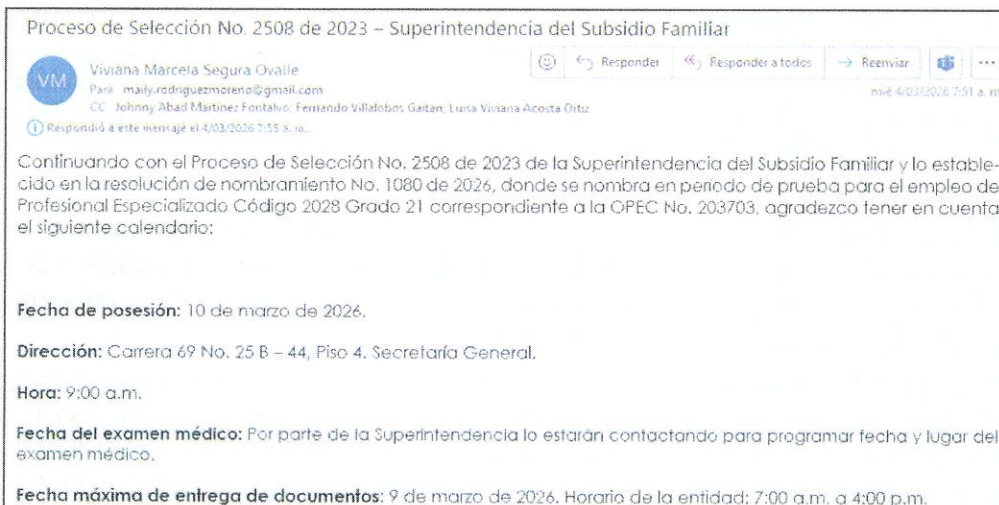 Proceso de Selección No. 2508 de 2023 – Superintendencia del Subsidio Familiar
VM
Viviana Marcela Segura Ovalle
Para maily.rodriguezmoreno@gmail.com
CC Johnny Abad Martinez Fontalvo; Fernando Villalobos Gaitan; Luisa Viviana Acosta Ortiz
Responder
Responder a todos
Reenviar
mié 4/03/2026 7:51 a. m
Respondió a este mensaje el 4/03/2026 7:55 a. m..
Continuando con el Proceso de Selección No. 2508 de 2023 de la Superintendencia del Subsidio Familiar y lo estable-
cido en la resolución de nombramiento No. 1080 de 2026, donde se nombra en periodo de prueba para el empleo de
Profesional Especializado Código 2028 Grado 21 correspondiente a la OPEC No. 203703, agradezco tener en cuenta
el siguiente calendario:
Fecha de posesión: 10 de marzo de 2026.
Dirección: Carrera 69 No. 25 B – 44, Piso 4. Secretaría General.
Hora: 9:00 a.m.
Fecha del examen médico: Por parte de la Superintendencia lo estarán contactando para programar fecha y lugar del
examen médico.
Fecha máxima de entrega de documentos: 9 de marzo de 2026. Horario de la entidad: 7:00 a.m. a 4:00 p.m.